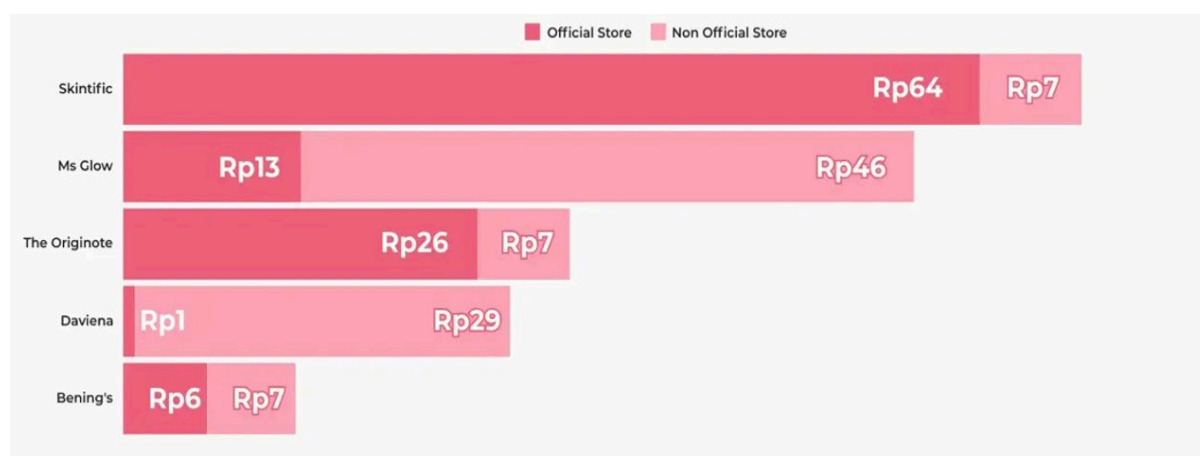 Official Store Non Official Store
Skintific Rp64 Rp7
Ms Glow Rp13 Rp46
The Originote Rp26 Rp7
Daviena Rp1 Rp29
Bening's Rp6 Rp7